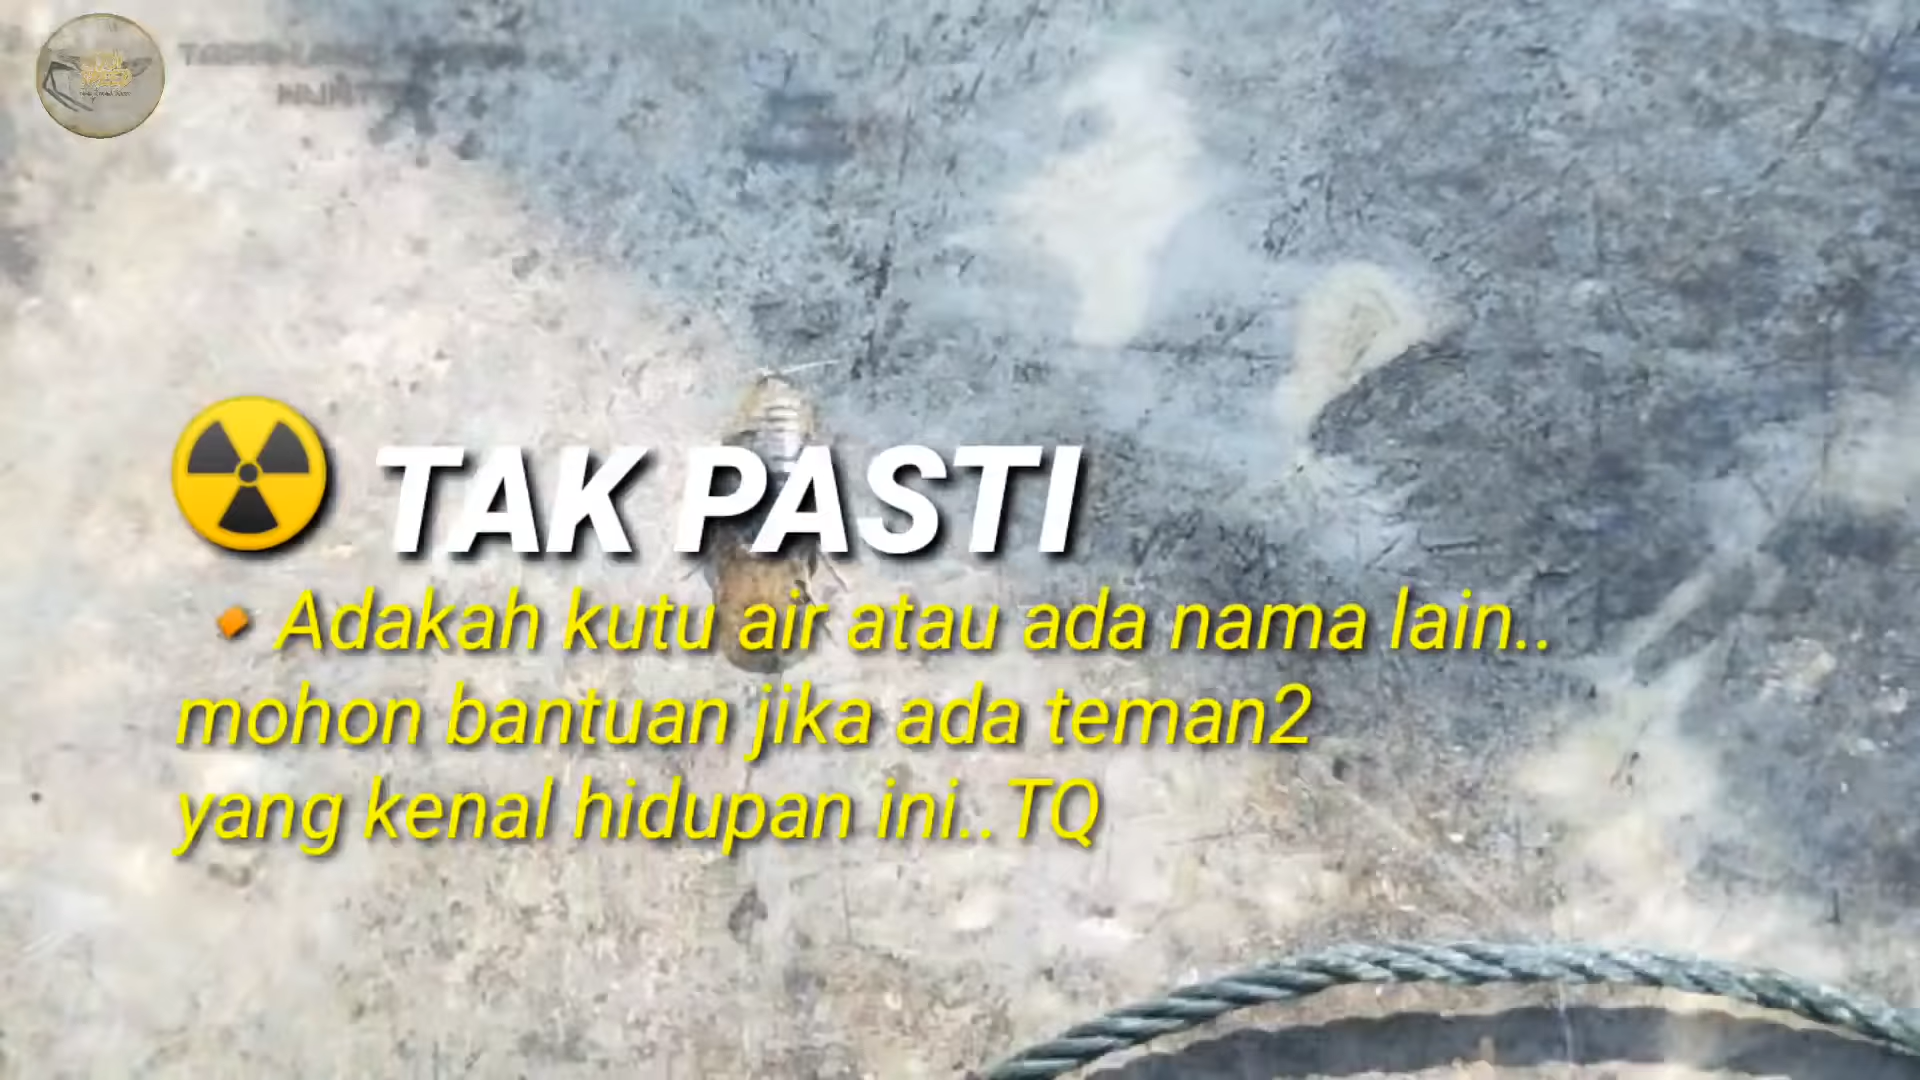 TAK PASTI
🔸Adakah kutu air atau ada nama lain..
mohon bantuan jika ada teman2
yang kenal hidupan ini..TQ